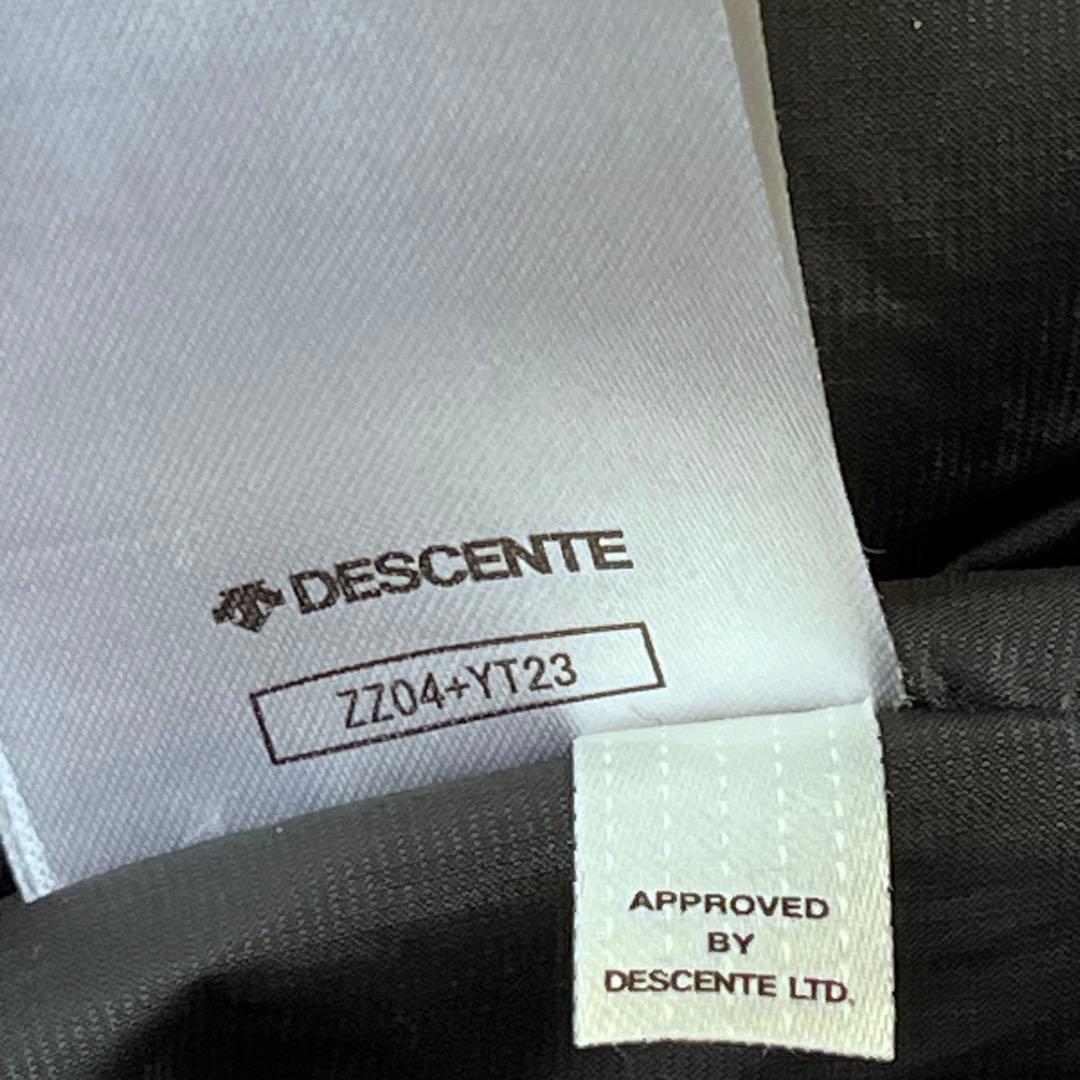 DESCENTE
ZZ04+YT23
APPROVED
BY
DESCENTE LTD.